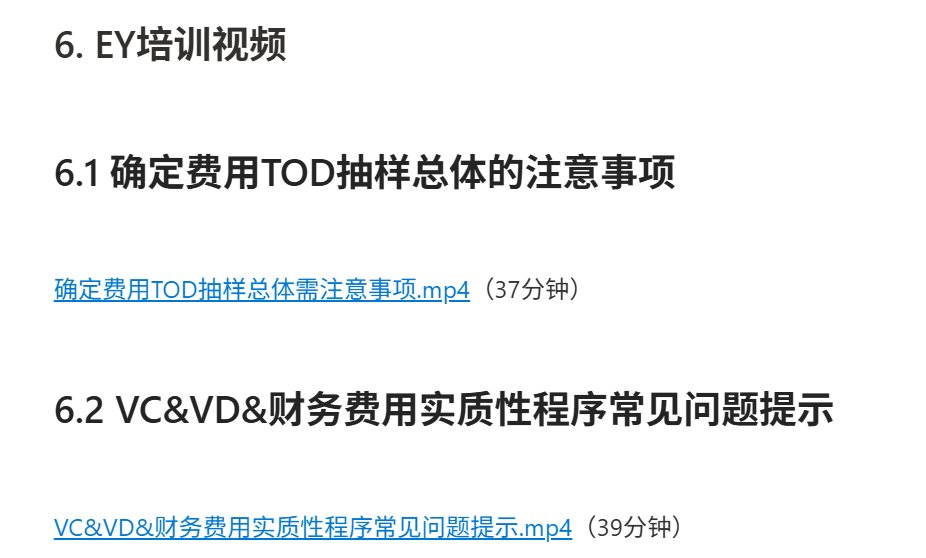 6. EY培训视频
6.1 确定费用TOD抽样总体的注意事项
确定费用TOD抽样总体需注意事项.mp4（37分钟）
6.2 VC&VD&财务费用实质性程序常见问题提示
VC&VD&财务费用实质性程序常见问题提示.mp4（39分钟）